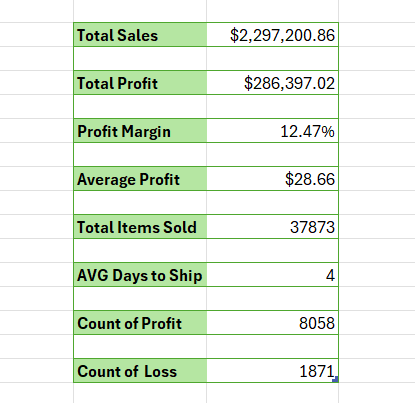 Total Sales $2,297,200.86
Total Profit $286,397.02
Profit Margin 12.47%
Average Profit $28.66
Total Items Sold 37873
AVG Days to Ship 4
Count of Profit 8058
Count of Loss 1871